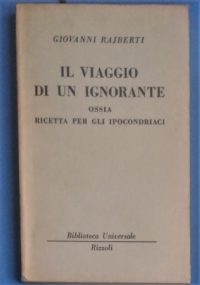 GIOVANNI RAJBERTI
IL VIAGGIO
DI UN IGNORANTE
OSSIA
RICETTA PER GLI IPOCONDRIACI
Biblioteca Universale
Rizzoli